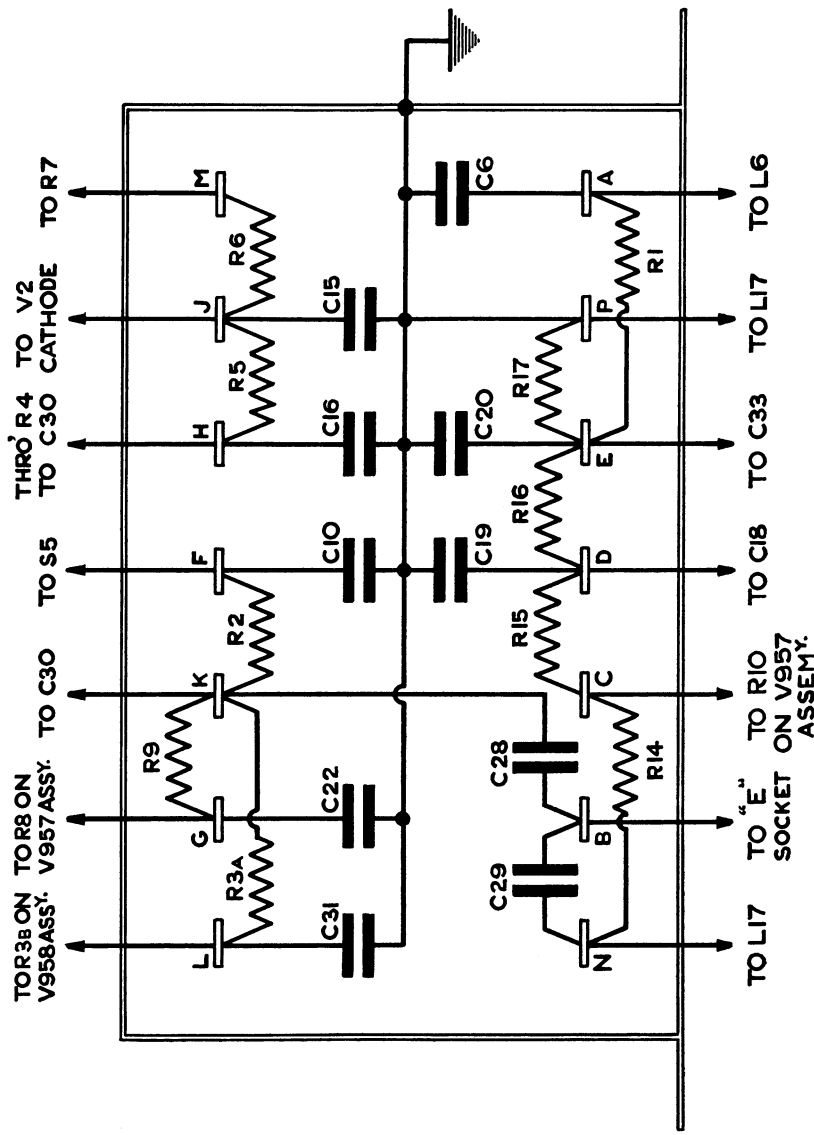 TO R3B ON
V958 ASSY.
TO R8 ON
V957 ASSY.
TO C30
TO S5
THRO' R4
TO C30
TO V2
CATHODE
TO R7
L
G
K
F
H
J
M
R9
R3A
R2
R5
R6
C31
C22
C10
C16
C15
C6
C19
C20
C29
C28
R15
R16
R17
R14
R1
N
B
C
D
E
P
A
TO L17
TO "E"
SOCKET
TO R10
ON V957
ASSEMY.
TO C18
TO C33
TO L17
TO L6